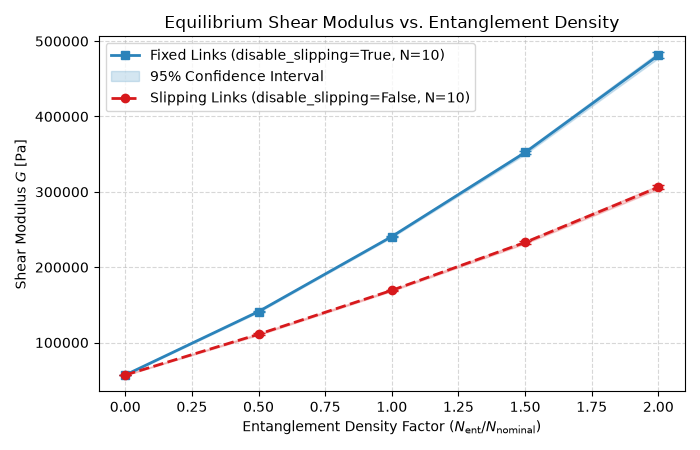 Equilibrium Shear Modulus vs. Entanglement Density
Fixed Links (disable_slipping=True, N=10)
95% Confidence Interval
Slipping Links (disable_slipping=False, N=10)
Shear Modulus G [Pa]
500000
400000
300000
200000
100000
0.00 0.25 0.50 0.75 1.00 1.25 1.50 1.75 2.00
Entanglement Density Factor (N_ent/N_nominal)